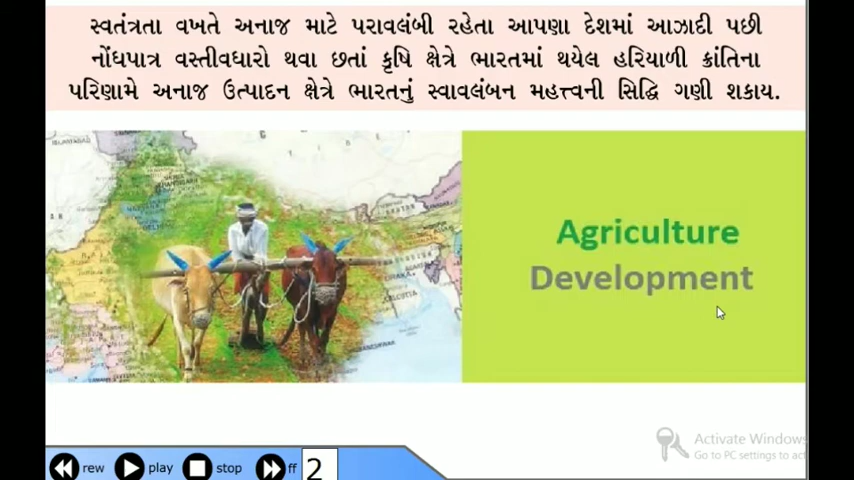 સ્વતંત્રતા વખતે અનાજ માટે પરાવલંબી રહેતા આપણા દેશમાં આઝાદી પછી
નોંધપાત્ર વસ્તીવધારો થવા છતાં કૃષિ ક્ષેત્રે ભારતમાં થયેલ હરિયાળી ક્રાંતિના
પરિણામે અનાજ ઉત્પાદન ક્ષેત્રે ભારતનું સ્વાવલંબન મહત્ત્વની સિદ્ધિ ગણી શકાય.
Agriculture
Development
Activate Windows
Go to PC settings to act
rew play stop ff 2